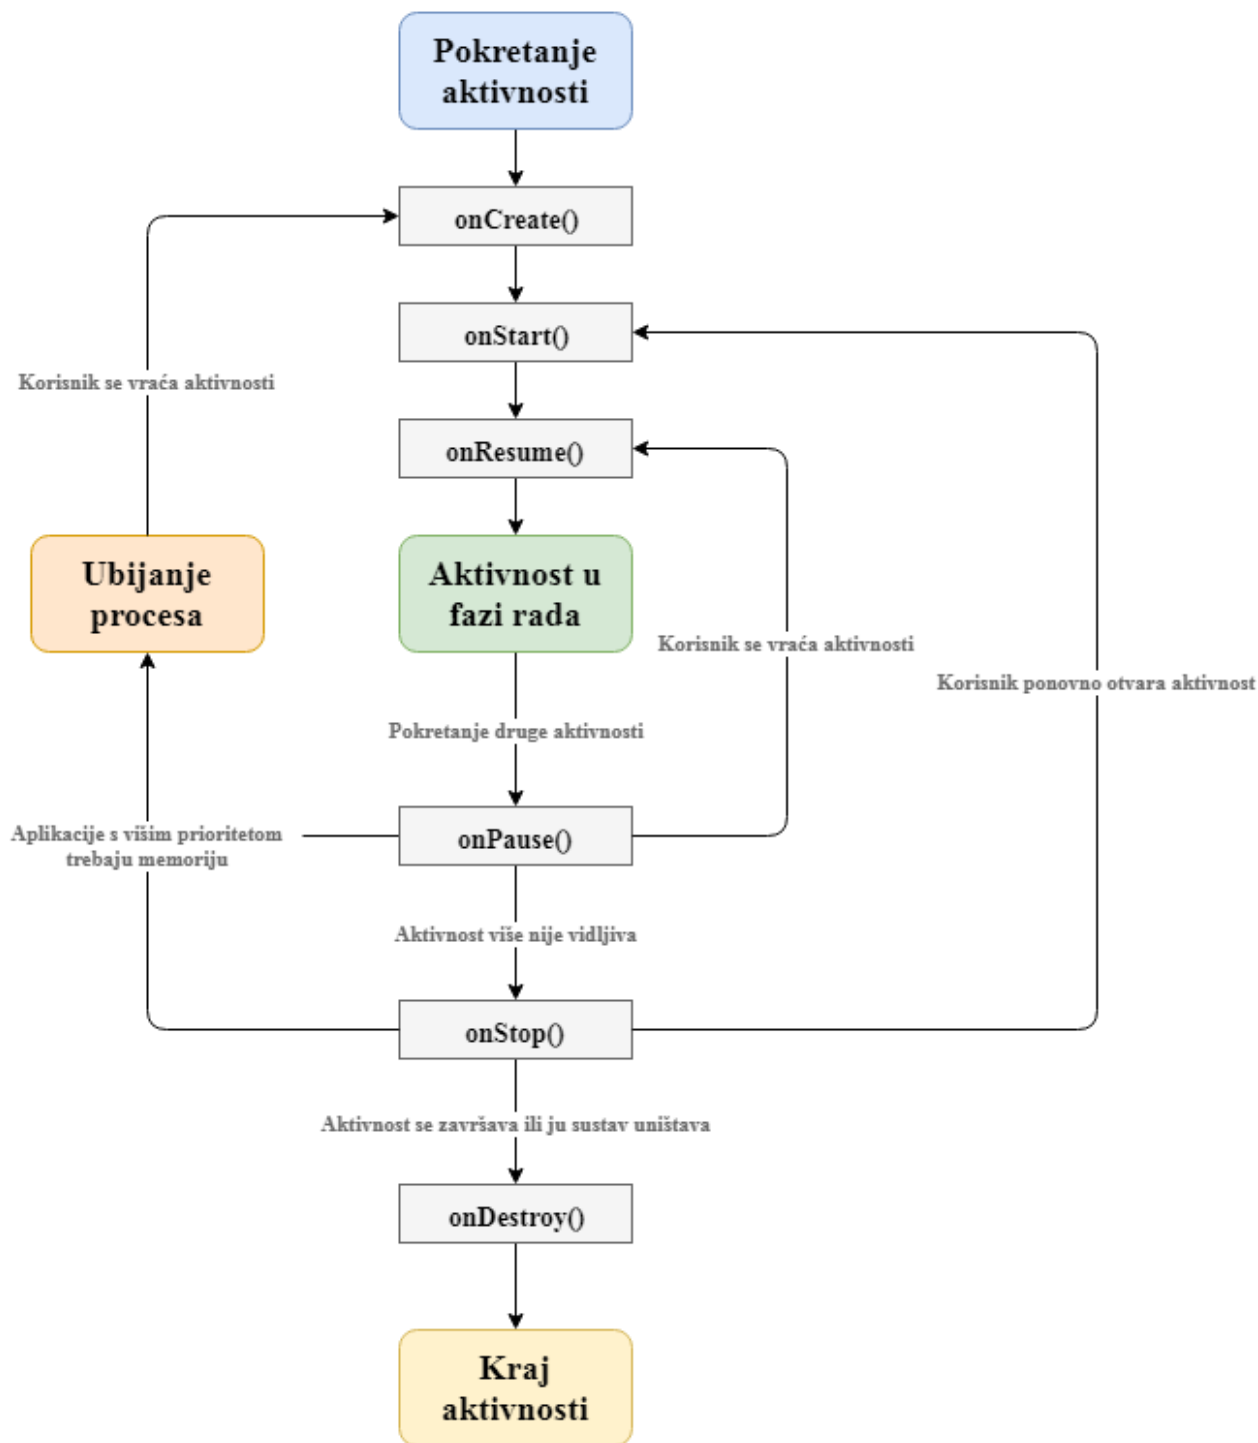 Pokretanje
aktivnosti
onCreate()
onStart()
Korisnik se vraća aktivnosti
onResume()
Ubijanje
procesa
Aktivnost u
fazi rada
Korisnik se vraća aktivnosti
Korisnik ponovno otvara aktivnost
Pokretanje druge aktivnosti
Aplikacije s višim prioritetom
trebaju memoriju
onPause()
Aktivnost više nije vidljiva
onStop()
Aktivnost se završava ili ju sustav uništava
onDestroy()
Kraj
aktivnosti